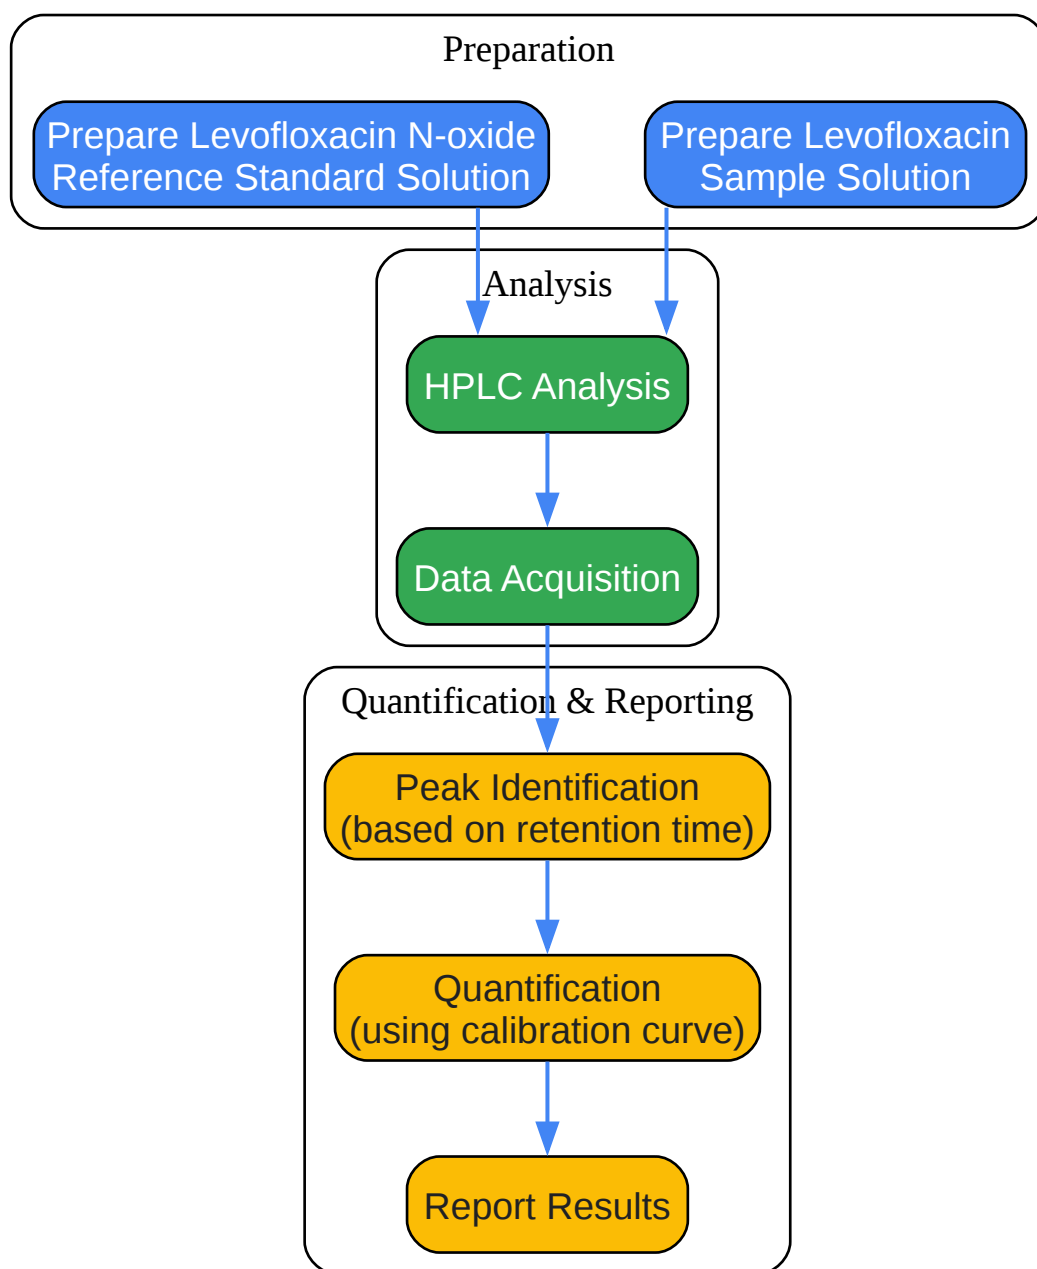 Preparation
Prepare Levofloxacin N-oxide
Reference Standard Solution
Prepare Levofloxacin
Sample Solution
Analysis
HPLC Analysis
Data Acquisition
Quantification & Reporting
Peak Identification
(based on retention time)
Quantification
(using calibration curve)
Report Results